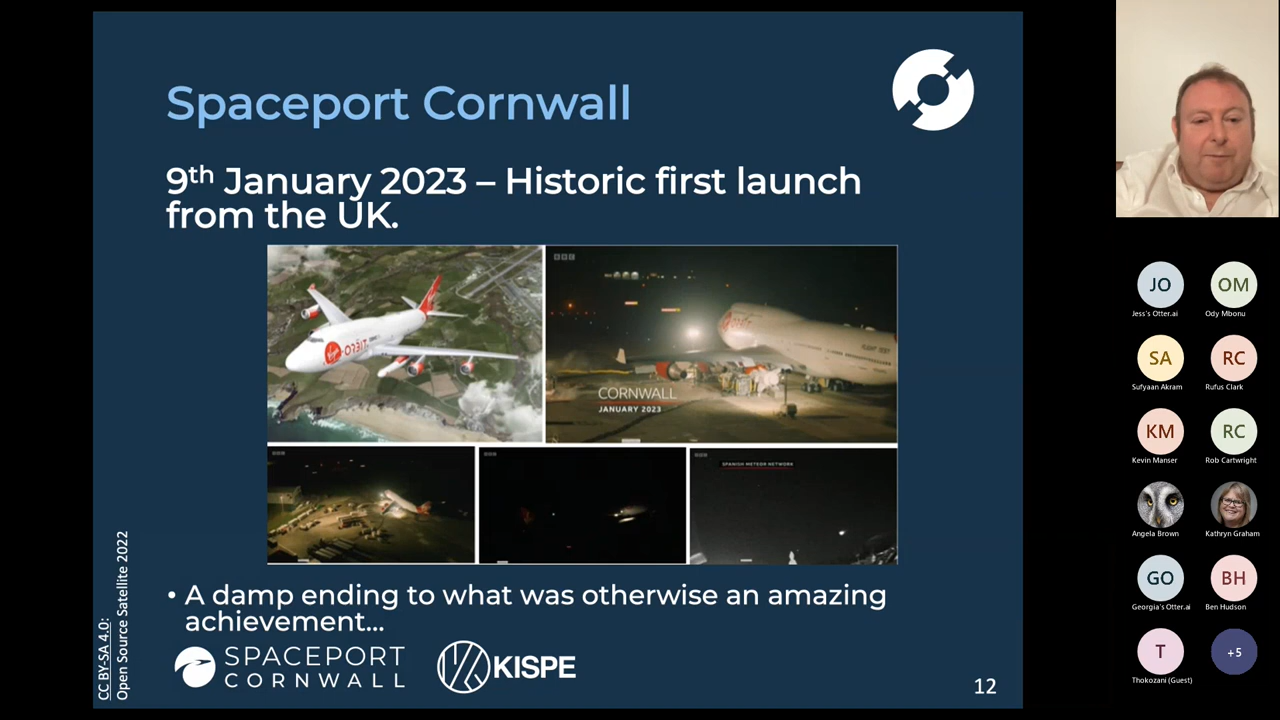 Spaceport Cornwall
9th January 2023 – Historic first launch
from the UK.
ORBIT
BBC
CORNWALL
JANUARY 2023
SPANISH METEOR NETWORK
• A damp ending to what was otherwise an amazing
achievement...
SPACEPORT
CORNWALL
KISPE
12
CC BY-SA 4.0:
Open Source Satellite 2022
JO
Jess's Otter.ai
OM
Ody Mbonu
SA
Sufyaan Akram
RC
Rufus Clark
KM
Kevin Manser
RC
Rob Cartwright
Angela Brown
Kathryn Graham
GO
Georgia's Otter.ai
BH
Ben Hudson
T
Thokozani (Guest)
+5